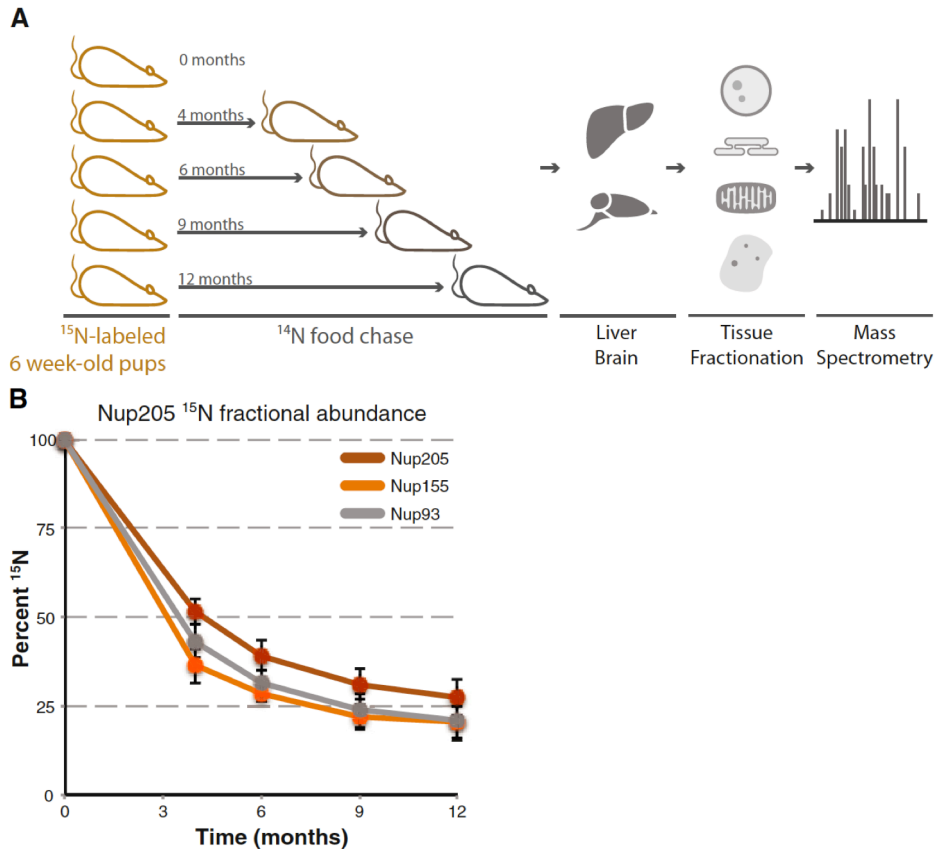 A
0 months
4 months
6 months
9 months
12 months
¹⁵N-labeled
6 week-old pups
¹⁴N food chase
Liver
Brain
Tissue
Fractionation
Mass
Spectrometry
B
Nup205 ¹⁵N fractional abundance
Nup205
Nup155
Nup93
100
75
50
25
0
Percent ¹⁵N
0 3 6 9 12
Time (months)